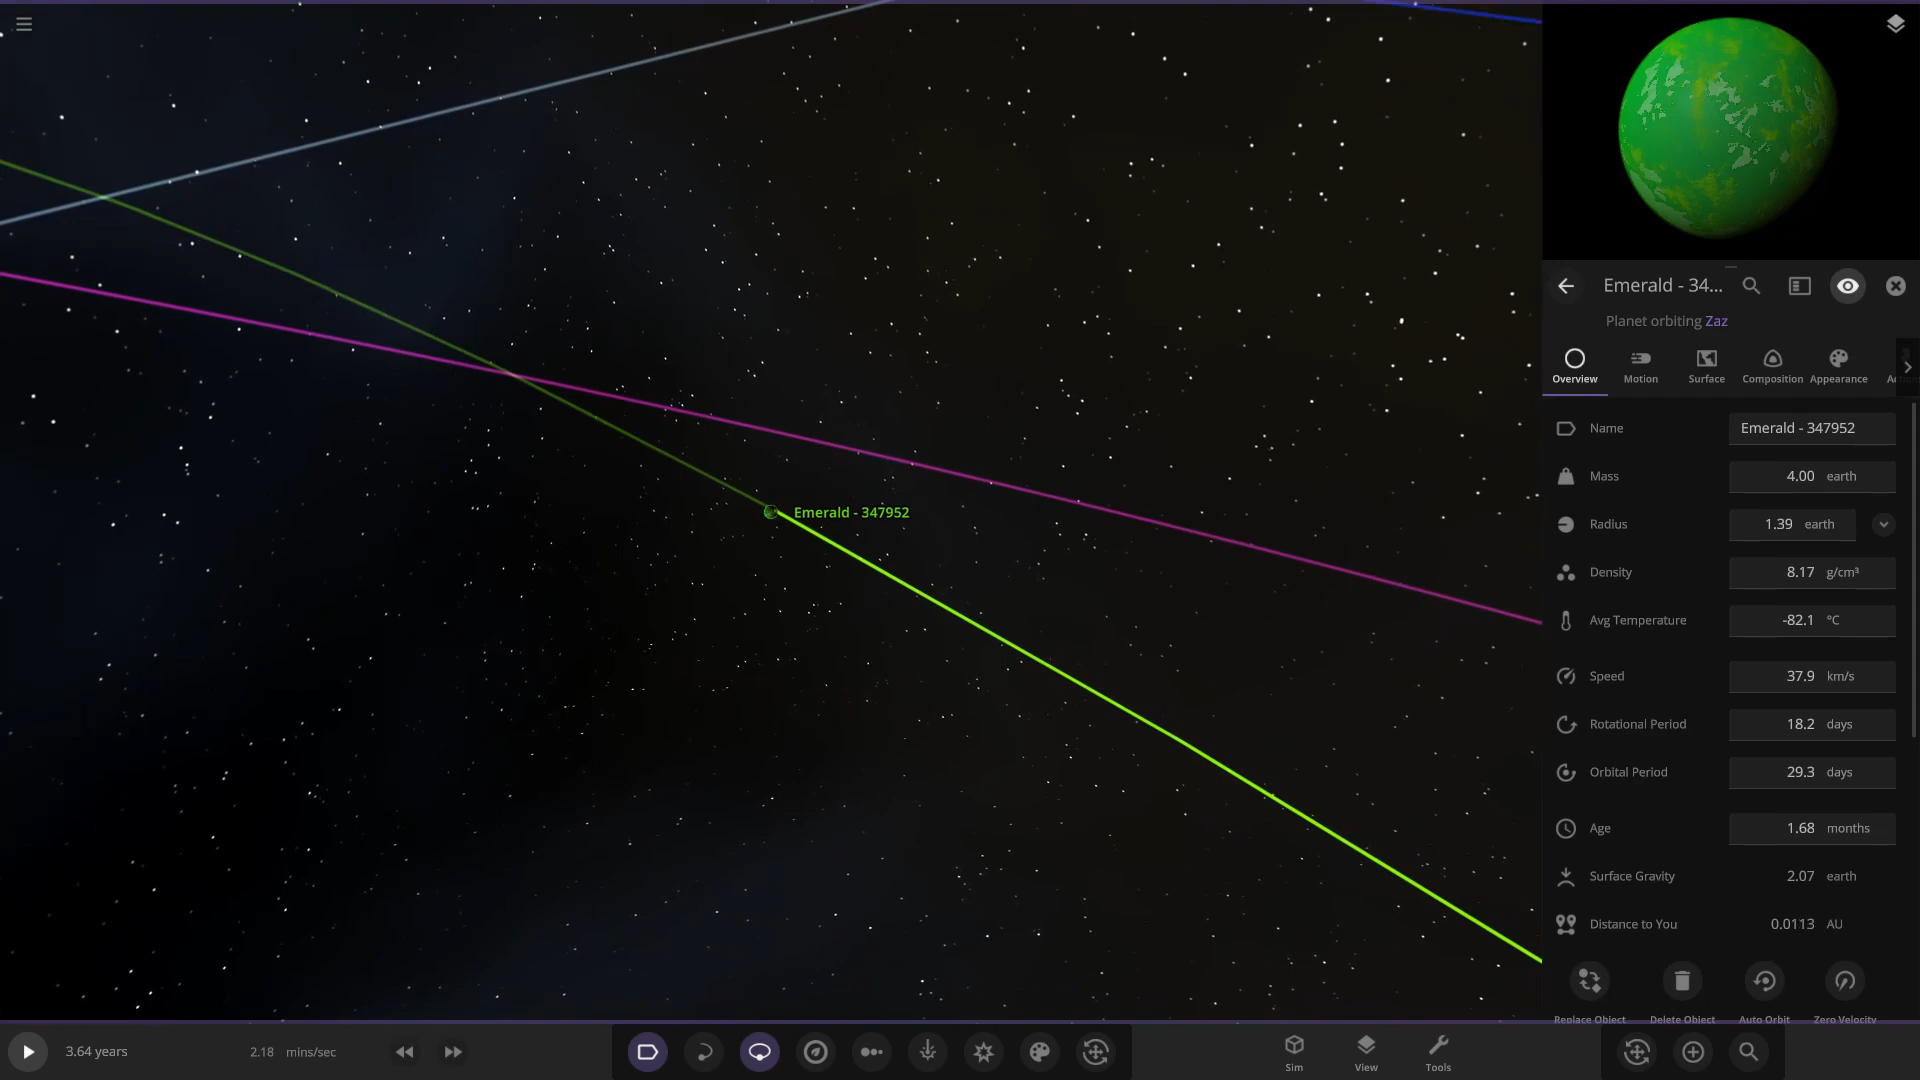 Emerald - 34...
Planet orbiting Zaz
Overview
Motion
Surface
Composition
Appearance
Name
Emerald - 347952
Mass
4.00 earth
Radius
1.39 earth
Density
8.17 g/cm³
Avg Temperature
-82.1 °C
Speed
37.9 km/s
Rotational Period
18.2 days
Orbital Period
29.3 days
Age
1.68 months
Surface Gravity
2.07 earth
Distance to You
0.0113 AU
Replace Object
Delete Object
Auto Orbit
Zero Velocity
Emerald - 347952
3.64 years
2.18 mins/sec
Sim
View
Tools